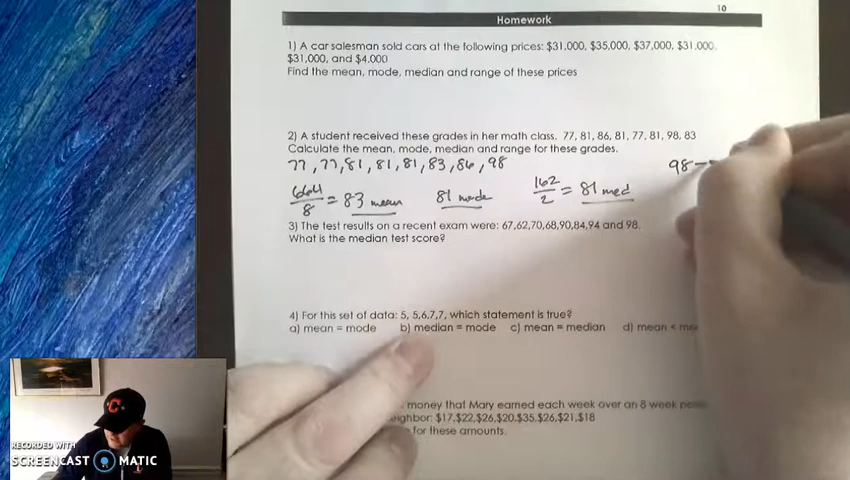 10
Homework
1) A car salesman sold cars at the following prices: $31,000, $35,000, $37,000, $31,000,
$31,000, and $4,000
Find the mean, mode, median and range of these prices
2) A student received these grades in her math class. 77, 81, 86, 81, 77, 81, 98, 83
Calculate the mean, mode, median and range for these grades.
77, 77, 81, 81, 81, 83, 86, 98
98 -
664/8 = 83 mean 81 mode 162/2 = 81 med
3) The test results on a recent exam were: 67,62,70,68,90,84,94 and 98.
What is the median test score?
4) For this set of data: 5, 5,6,7,7, which statement is true?
a) mean = mode b) median = mode c) mean = median d) mean <
money that Mary earned each week over an 8 week
$17,$22,$26,$20,$35,$26,$21,$18
for these amounts.
RECORDED WITH
SCREENCAST MATIC